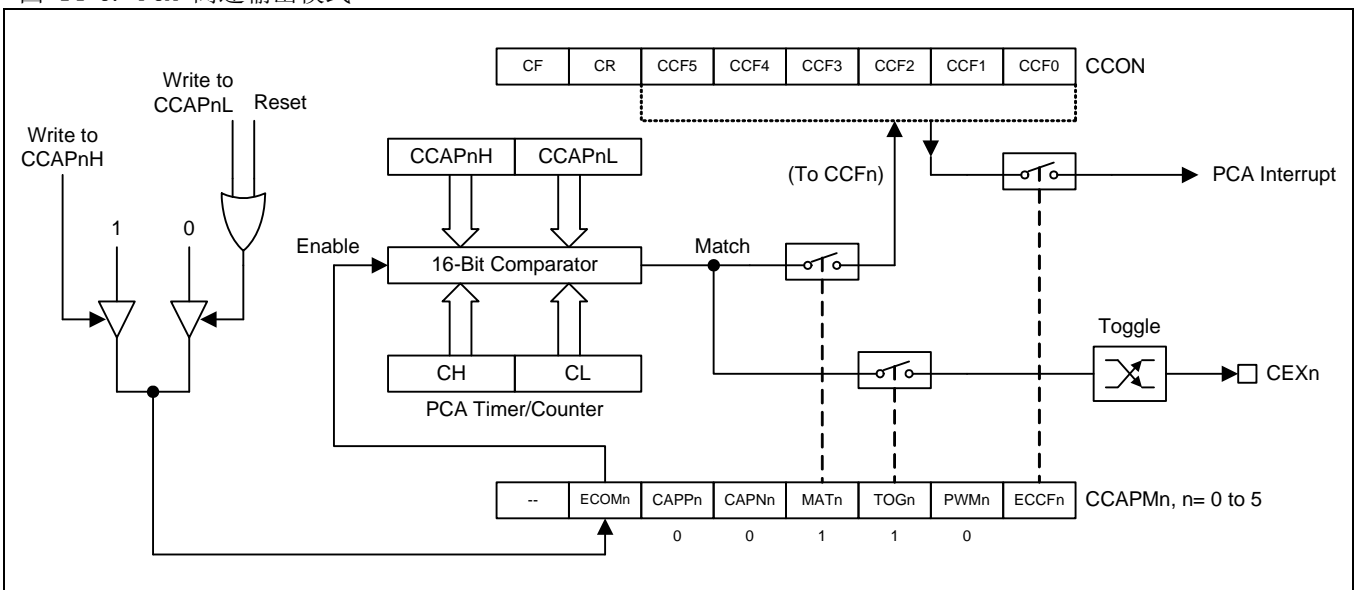 CF CR CCF5 CCF4 CCF3 CCF2 CCF1 CCF0 CCON
Write to
CCAPnL
Reset
Write to
CCAPnH
CCAPnH CCAPnL
(To CCFn)
PCA Interrupt
1 0
Enable
16-Bit Comparator
Match
Toggle
CH CL
CEXn
PCA Timer/Counter
-- ECOMn CAPPn CAPNn MATn TOGn PWMn ECCFn CCAPMn, n= 0 to 5
0 0 1 1 0